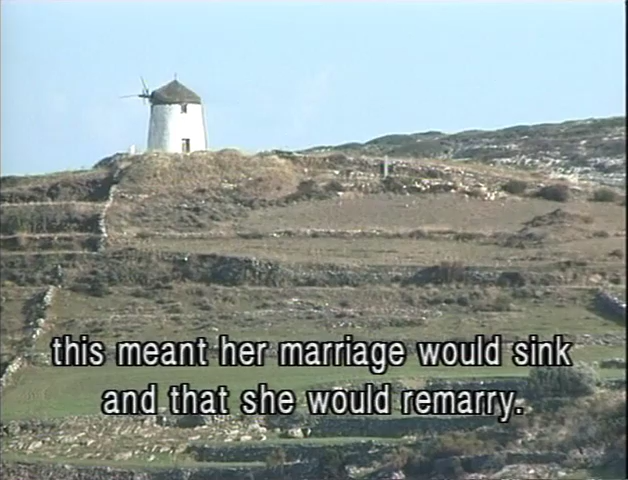 this meant her marriage would sink
and that she would remarry.